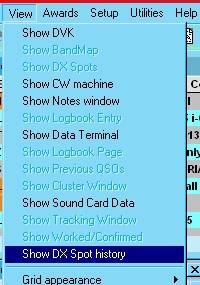 View Awards Setup Utilities Help
Show DVK
Show BandMap
Show DX Spots
Show CW machine
Show Notes window
Show Logbook Entry
Show Data Terminal
Show Logbook Page
Show Previous QSOs
Show Cluster Window
Show Sound Card Data
Show Tracking Window
Show Worked/Confirmed
Show DX Spot history
Grid appearance